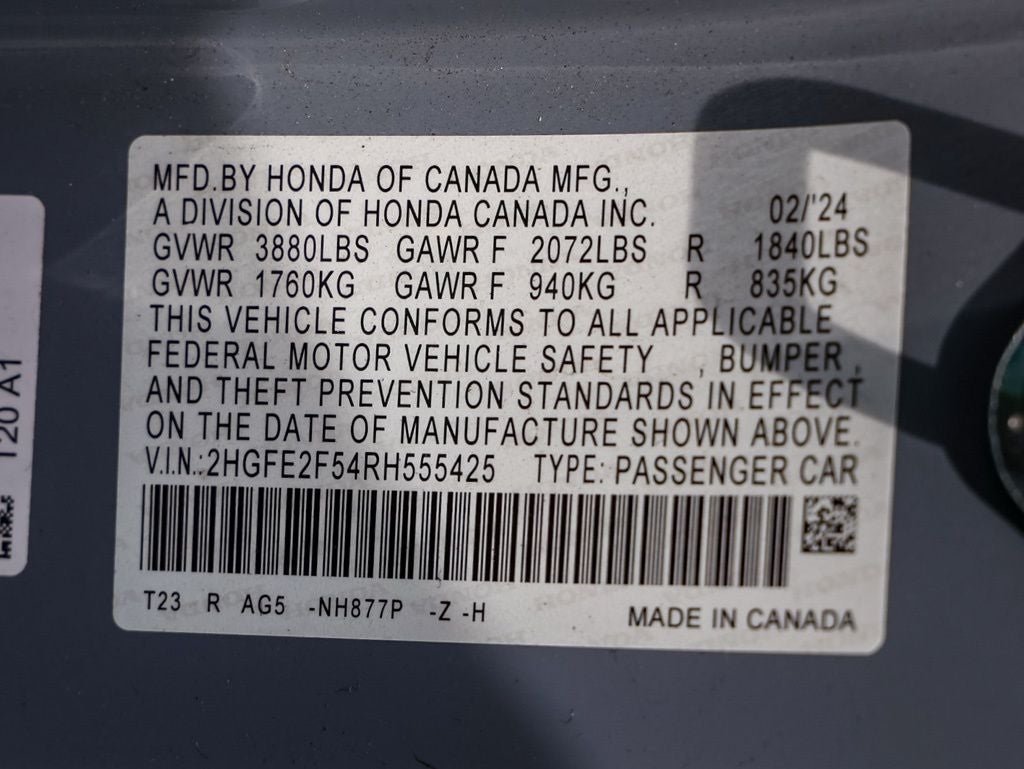 MFD.BY HONDA OF CANADA MFG.,
A DIVISION OF HONDA CANADA INC. 02/'24
GVWR 3880LBS GAWR F 2072LBS R 1840LBS
GVWR 1760KG GAWR F 940KG R 835KG
THIS VEHICLE CONFORMS TO ALL APPLICABLE
FEDERAL MOTOR VEHICLE SAFETY , BUMPER ,
AND THEFT PREVENTION STANDARDS IN EFFECT
ON THE DATE OF MANUFACTURE SHOWN ABOVE.
V.I.N.:2HGFE2F54RH555425 TYPE: PASSENGER CAR
T23 R AG5 -NH877P -Z -H MADE IN CANADA
120 A1